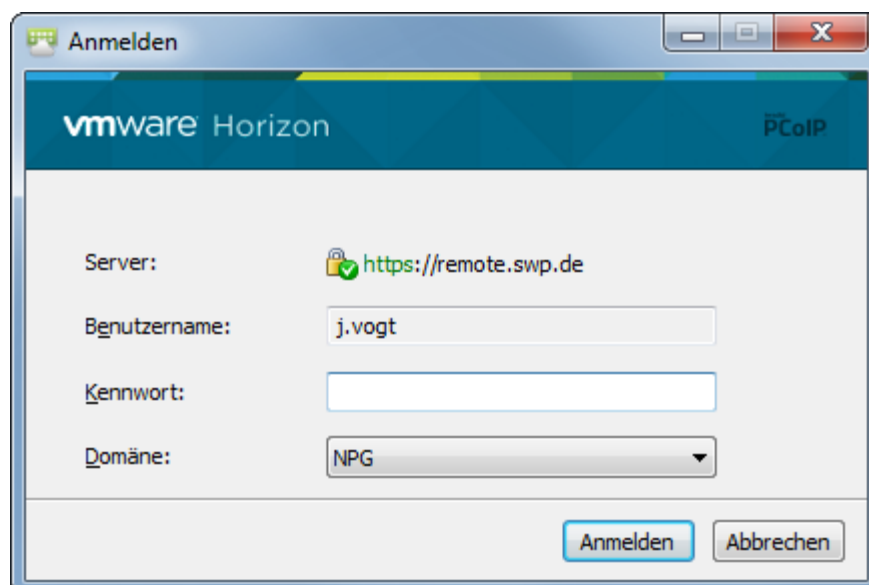 Anmelden
vmware Horizon
PCoIP
Server: https://remote.swp.de
Benutzername: j.vogt
Kennwort:
Domäne: NPG
Anmelden Abbrechen